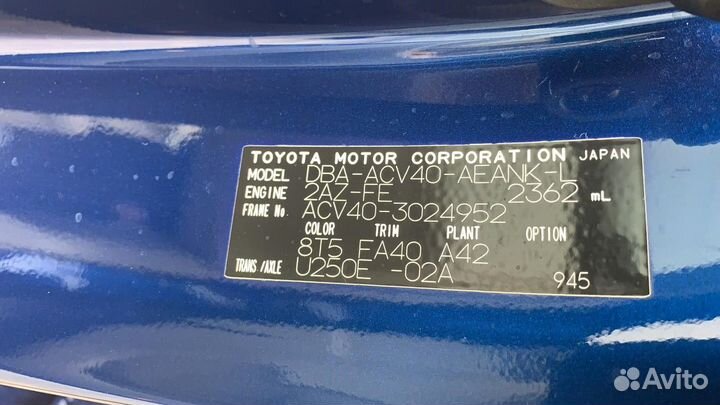 TOYOTA MOTOR CORPORATION JAPAN
MODEL DBA-ACV40-AEANK-L
ENGINE 2AZ-FE 2362 mL
FRAME No ACV40-3024952
COLOR TRIM PLANT OPTION
8T5 FA40 A42
TRANS/AXLE U250E -02A 945
Avito